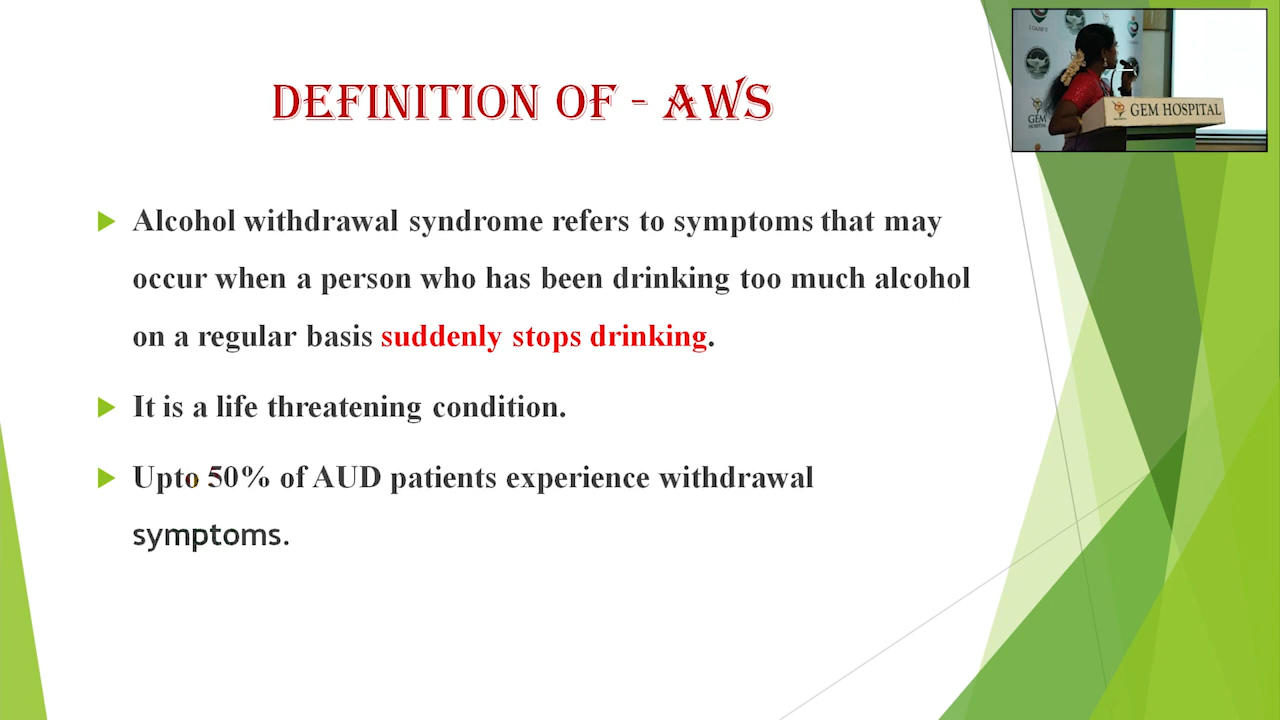 DEFINITION OF - AWS
Alcohol withdrawal syndrome refers to symptoms that may
occur when a person who has been drinking too much alcohol
on a regular basis suddenly stops drinking.
It is a life threatening condition.
Upto 50% of AUD patients experience withdrawal
symptoms.
GEM HOSPITAL
GEM
HOSPITAL